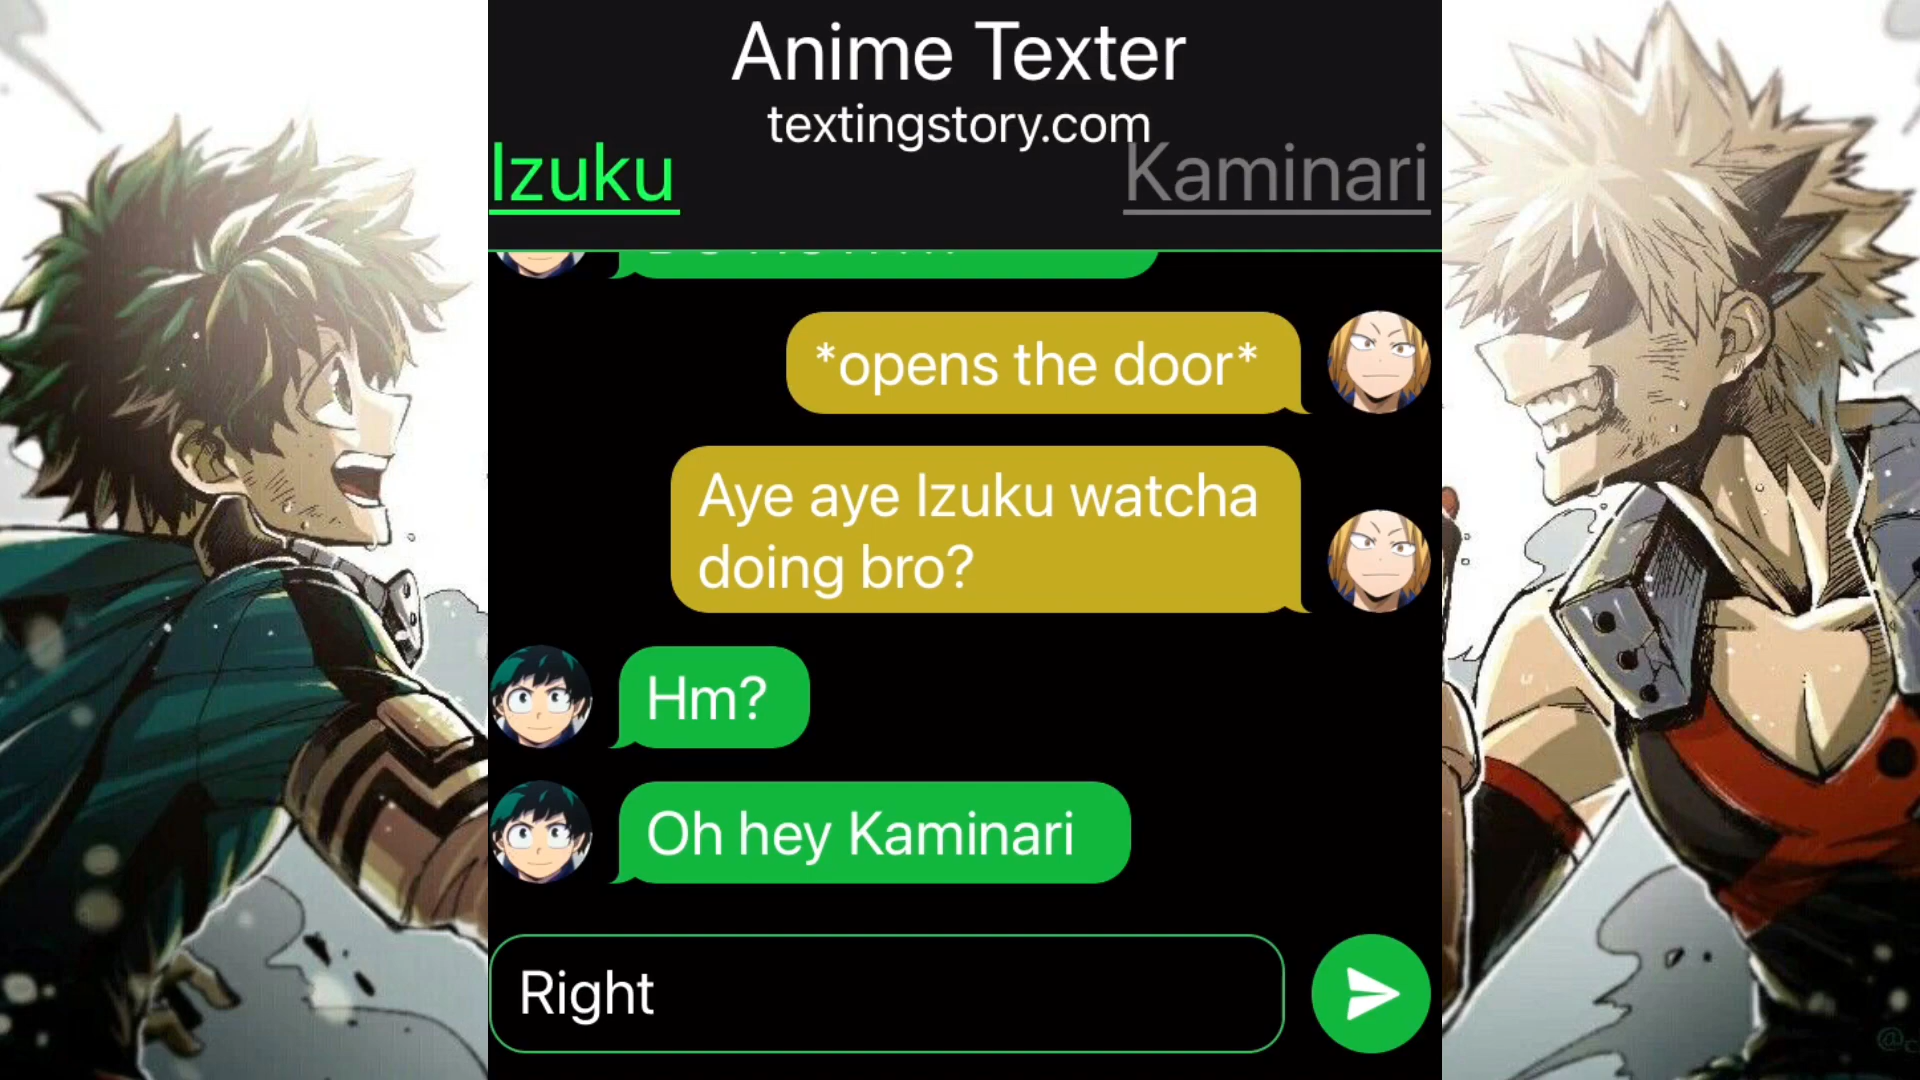 Anime Texter
textingstory.com
Izuku
Kaminari
*opens the door*
Aye aye Izuku watcha
doing bro?
Hm?
Oh hey Kaminari
Right